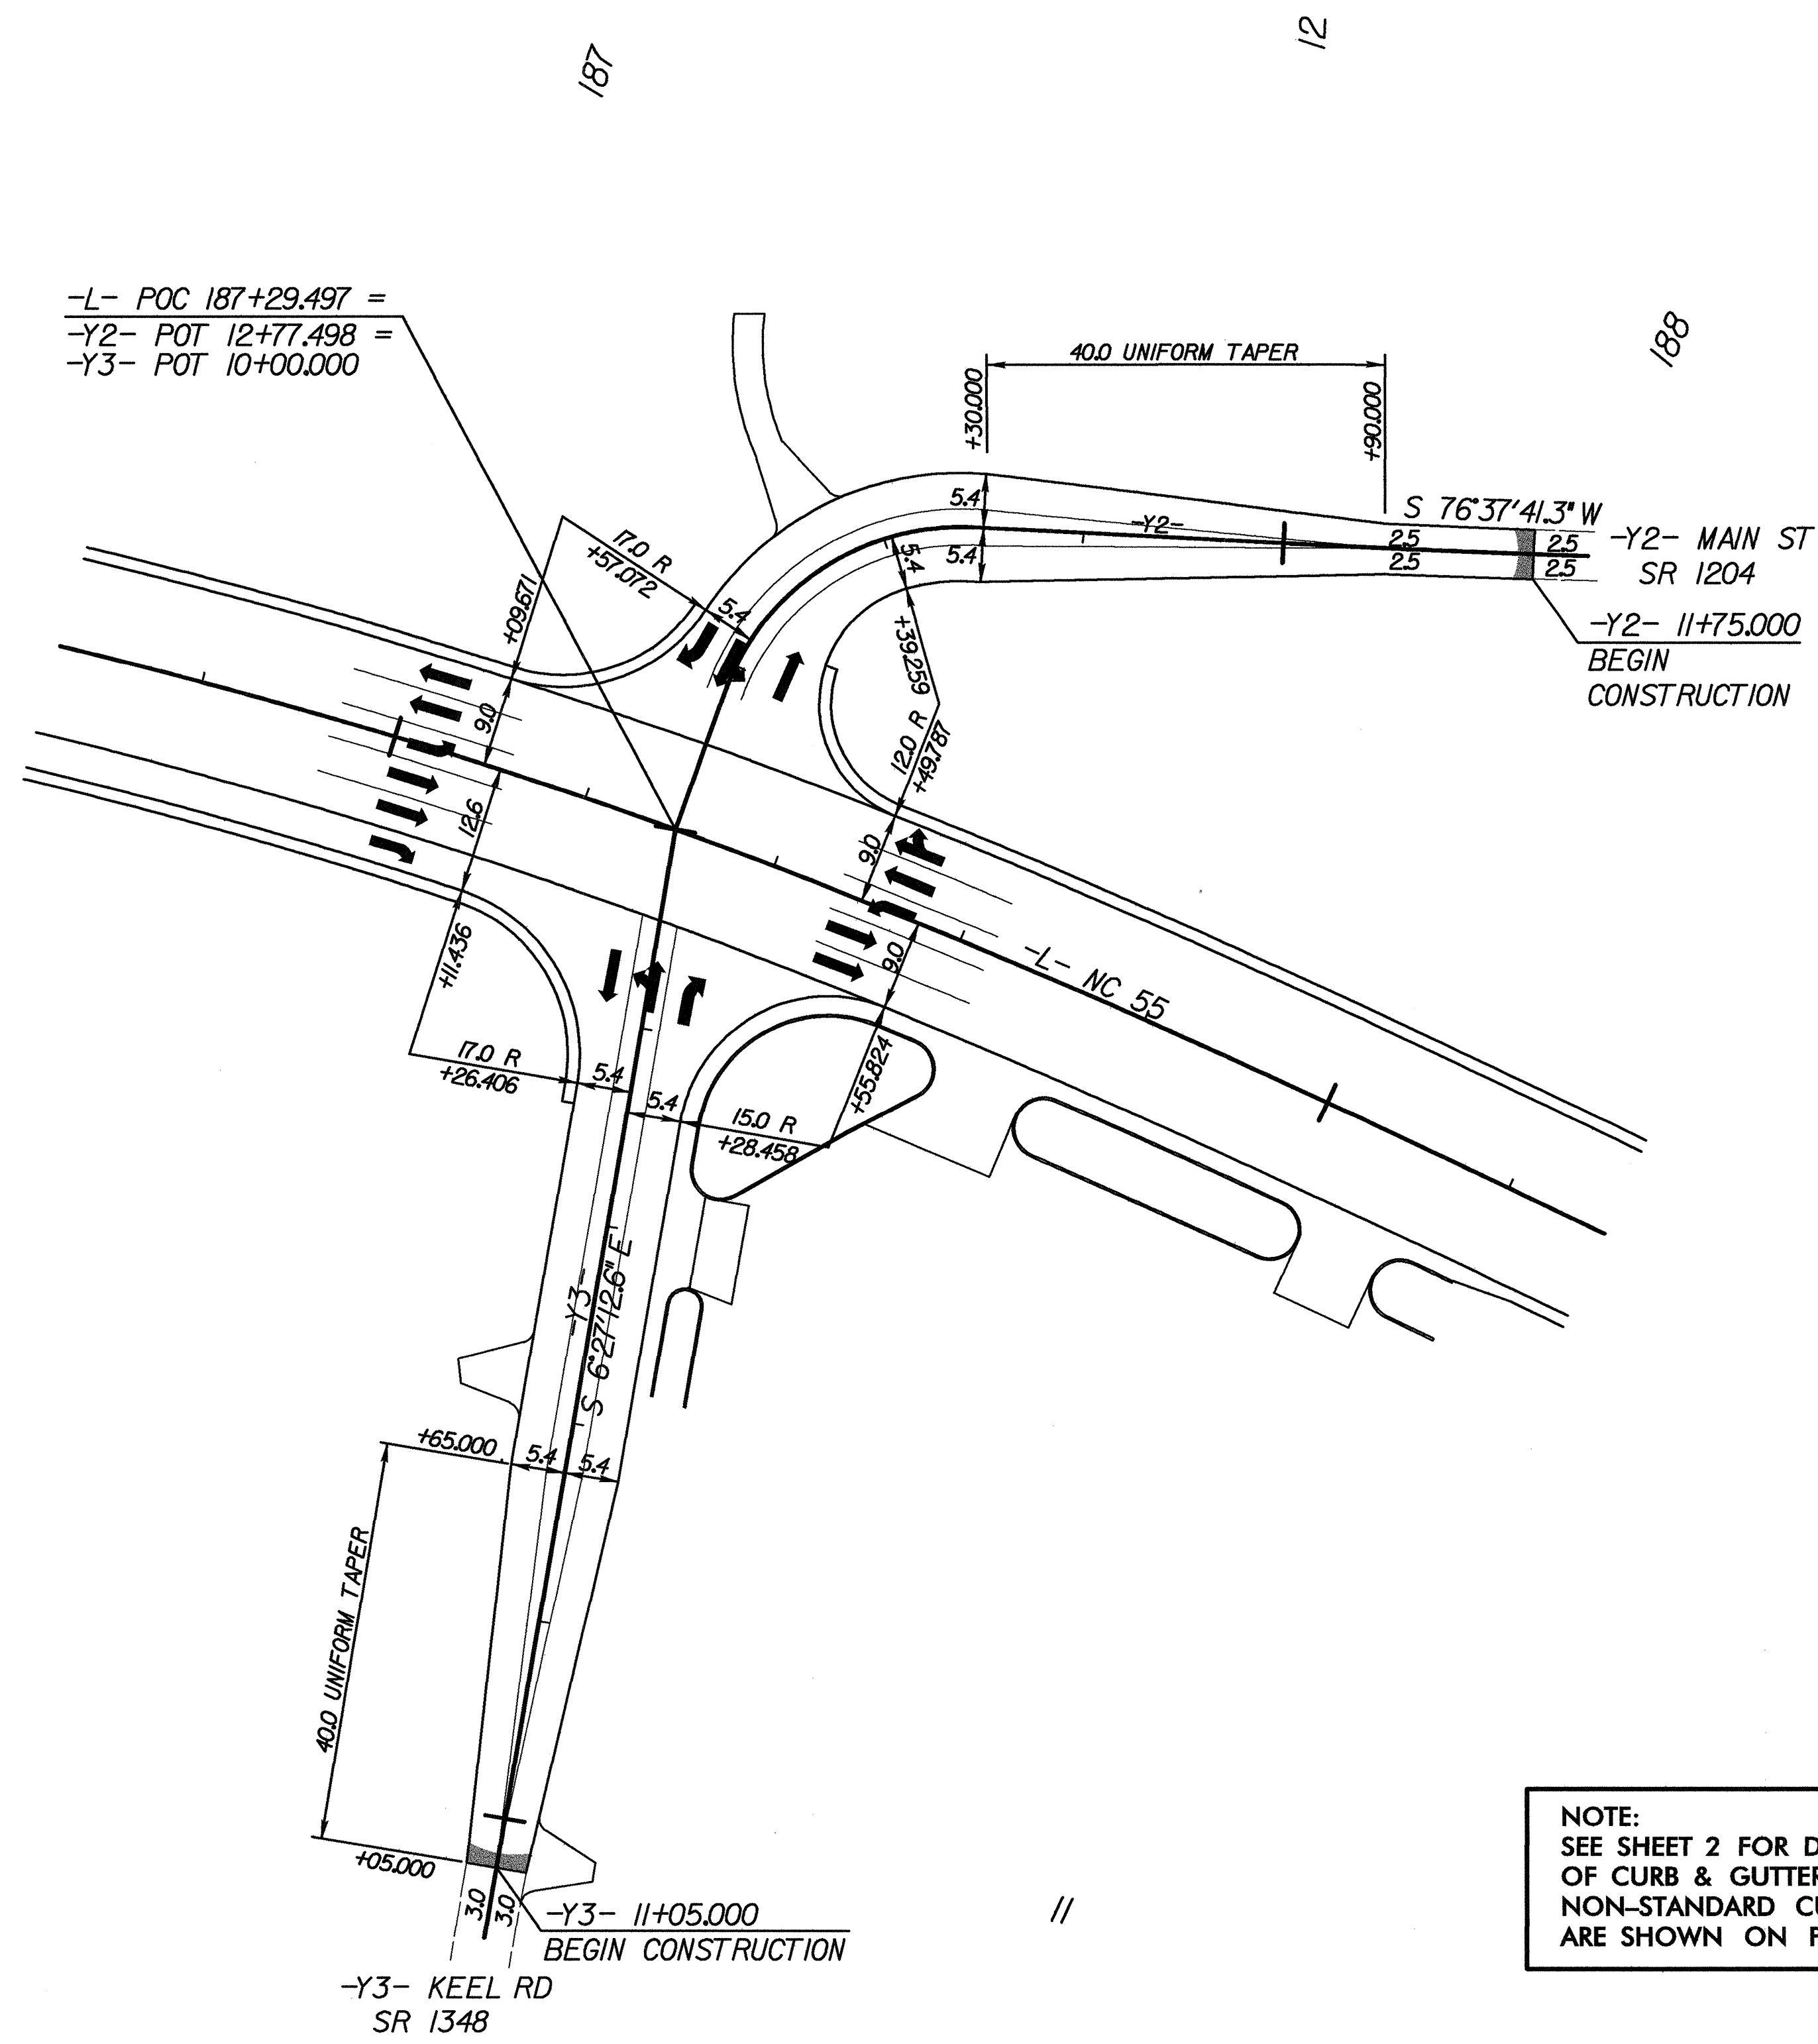 187
12
188
-L- POC 187+29.497 =
-Y2- POT 12+77.498 =
-Y3- POT 10+00.000
40.0 UNIFORM TAPER
+30.000
+90.000
S 76°37'41.3" W
-Y2- MAIN ST
SR 1204
-Y2- 11+75.000
BEGIN
CONSTRUCTION
5.4
5.4
-Y2-
2.5
2.5
2.5
2.5
17.0 R
+57.072
+09.671
5.4
5.4
+39.259
12.0 R
+49.787
9.0
12.6
9.0
9.0
-L- NC 55
+11.436
17.0 R
+26.406
5.4
5.4
15.0 R
+28.458
+55.824
-Y3-
S 6°27'12.6" E
+65.000
5.4
5.4
40.0 UNIFORM TAPER
+05.000
3.0
3.0
-Y3- 11+05.000
BEGIN CONSTRUCTION
-Y3- KEEL RD
SR 1348
11
NOTE:
SEE SHEET 2 FOR D
OF CURB & GUTTER
NON-STANDARD CU
ARE SHOWN ON F